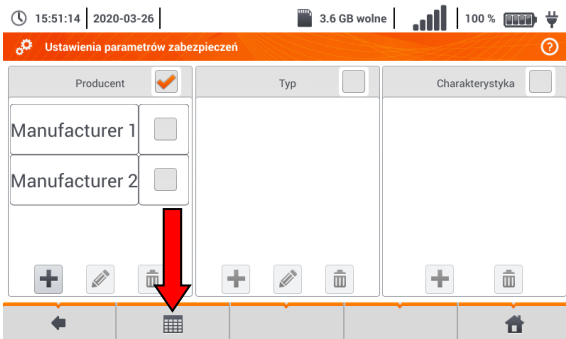 15:51:14 2020-03-26 3.6 GB wolne 100 %
Ustawienia parametrów zabezpieczeń
Producent Typ Charakterystyka
Manufacturer 1
Manufacturer 2